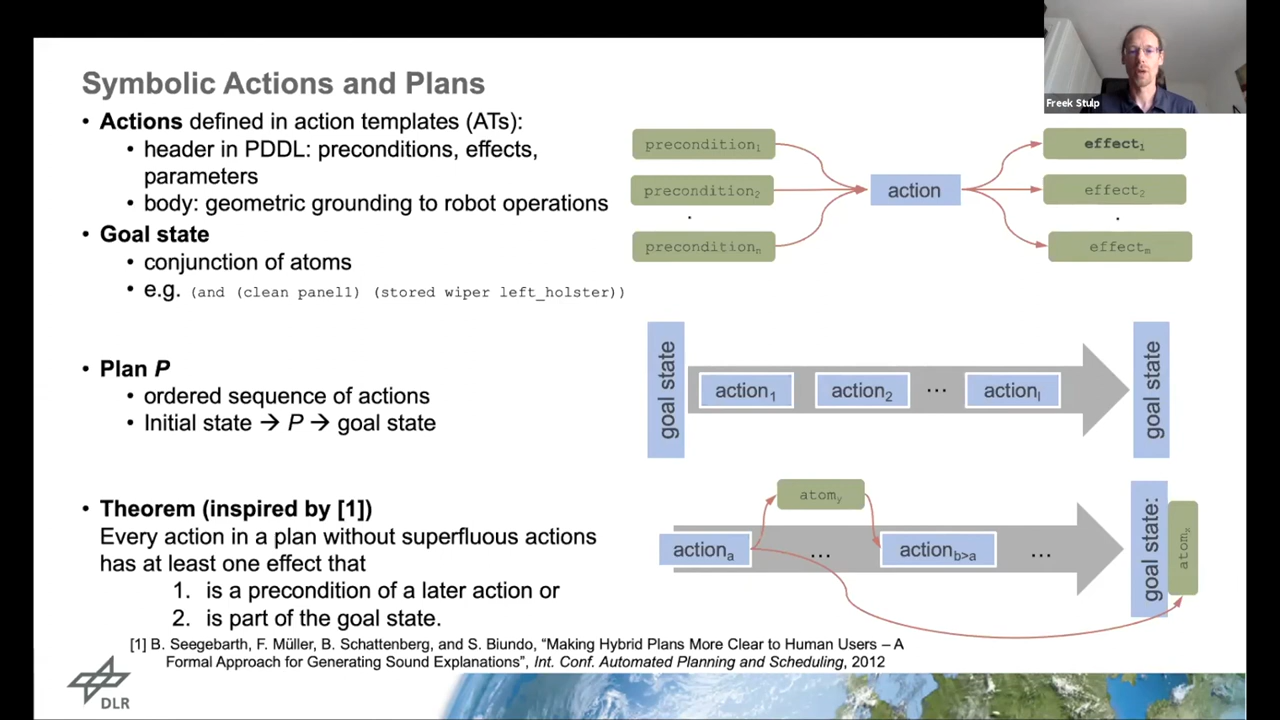 Freek Stulp
Symbolic Actions and Plans
• Actions defined in action templates (ATs):
• header in PDDL: preconditions, effects,
parameters
• body: geometric grounding to robot operations
• Goal state
• conjunction of atoms
• e.g. (and (clean panel1) (stored wiper left_holster))
precondition₁
precondition₂
.
preconditionₙ
action
effect₁
effect₂
.
effectₘ
• Plan P
• ordered sequence of actions
• Initial state → P → goal state
goal state
action₁
action₂
...
actionₗ
goal state
• Theorem (inspired by [1])
Every action in a plan without superfluous actions
has at least one effect that
1. is a precondition of a later action or
2. is part of the goal state.
atomᵧ
actionₐ
...
action_b>a
...
goal state:
atomₓ
[1] B. Seegebarth, F. Müller, B. Schattenberg, and S. Biundo, “Making Hybrid Plans More Clear to Human Users – A
Formal Approach for Generating Sound Explanations”, Int. Conf. Automated Planning and Scheduling, 2012
DLR